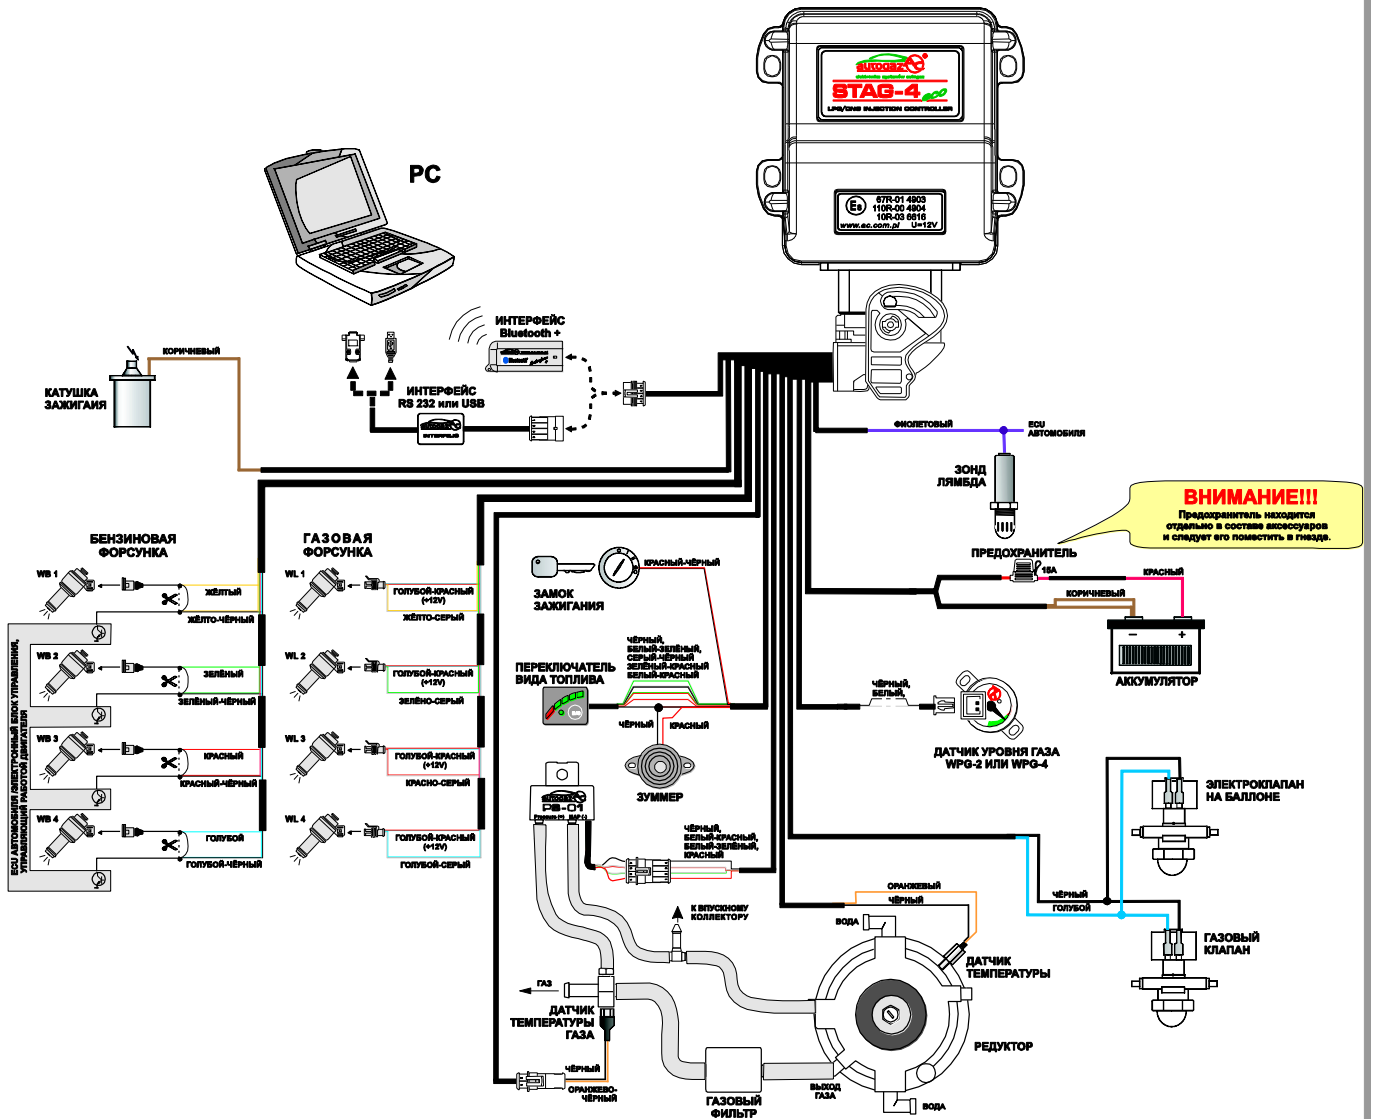 autogaz
STAG-4 eco
LPG/CNG INJECTION CONTROLLER
PC
67R-01 4903
110R-00 4904
10R-03 6616
www.ac.com.pl U=12V
ИНТЕРФЕЙС
Bluetooth +
КОРИЧНЕВЫЙ
КАТУШКА
ЗАЖИГАИЯ
ИНТЕРФЕЙС
RS 232 или USB
ФИОЛЕТОВЫЙ
ECU
АВТОМОБИЛЯ
ЗОНД
ЛЯМБДА
ВНИМАНИЕ!!!
Предохранитель находится
отдельно в составе аксессуаров
и следует его поместить в гнезде.
ПРЕДОХРАНИТЕЛЬ
15A
КРАСНЫЙ
КОРИЧНЕВЫЙ
− +
АККУМУЛЯТОР
БЕНЗИНОВАЯ
ФОРСУНКА
ГАЗОВАЯ
ФОРСУНКА
WB 1
ЖЁЛТЫЙ
ЖЁЛТО-ЧЁРНЫЙ
WB 2
ЗЕЛЁНЫЙ
ЗЕЛЁНЫЙ-ЧЁРНЫЙ
WB 3
КРАСНЫЙ
КРАСНЫЙ-ЧЁРНЫЙ
WB 4
ГОЛУБОЙ
ГОЛУБОЙ-ЧЁРНЫЙ
ECU АВТОМОБИЛЯ (ЭЛЕКТРОННЫЙ БЛОК УПРАВЛЕНИЯ,
УПРАВЛЯЮЩИЙ РАБОТОЙ ДВИГАТЕЛЯ
WL 1
ГОЛУБОЙ-КРАСНЫЙ
(+12V)
ЖЁЛТО-СЕРЫЙ
WL 2
ГОЛУБОЙ-КРАСНЫЙ
(+12V)
ЗЕЛЁНО-СЕРЫЙ
WL 3
ГОЛУБОЙ-КРАСНЫЙ
(+12V)
КРАСНО-СЕРЫЙ
WL 4
ГОЛУБОЙ-КРАСНЫЙ
(+12V)
ГОЛУБОЙ-СЕРЫЙ
КРАСНЫЙ-ЧЁРНЫЙ
ЗАМОК
ЗАЖИГАНИЯ
ЧЁРНЫЙ,
БЕЛЫЙ-ЗЕЛЁНЫЙ,
СЕРЫЙ-ЧЁРНЫЙ
ЗЕЛЁНЫЙ-КРАСНЫЙ
БЕЛЫЙ-КРАСНЫЙ
ПЕРЕКЛЮЧАТЕЛЬ
ВИДА ТОПЛИВА
ЧЁРНЫЙ
КРАСНЫЙ
ЗУММЕР
ЧЁРНЫЙ,
БЕЛЫЙ,
ДАТЧИК УРОВНЯ ГАЗА
WPG-2 ИЛИ WPG-4
ЭЛЕКТРОКЛАПАН
НА БАЛЛОНЕ
ЧЁРНЫЙ
ГОЛУБОЙ
ГАЗОВЫЙ
КЛАПАН
PS-01
Pressure (+) MAP (-)
ЧЁРНЫЙ,
БЕЛЫЙ-КРАСНЫЙ,
БЕЛЫЙ-ЗЕЛЁНЫЙ,
КРАСНЫЙ
К ВПУСКНОМУ
КОЛЛЕКТОРУ
ОРАНЖЕВЫЙ
ЧЁРНЫЙ
ВОДА
ДАТЧИК
ТЕМПЕРАТУРЫ
ГАЗ
ДАТЧИК
ТЕМПЕРАТУРЫ
ГАЗА
РЕДУКТОР
ЧЁРНЫЙ
ОРАНЖЕВО-
ЧЁРНЫЙ
ГАЗОВЫЙ
ФИЛЬТР
ВЫХОД
ГАЗА
ВОДА